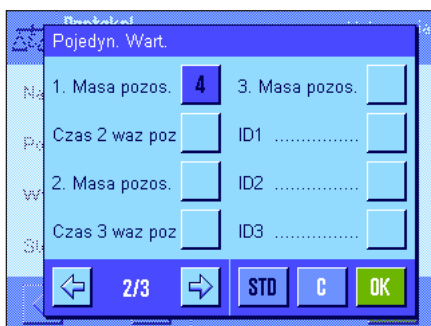 Pojedyn. Wart.
1. Masa pozos. 4
3. Masa pozos.
Czas 2 waz poz
ID1 ...............
2. Masa pozos.
ID2 ...............
Czas 3 waz poz
ID3 ...............
2/3
STD C OK